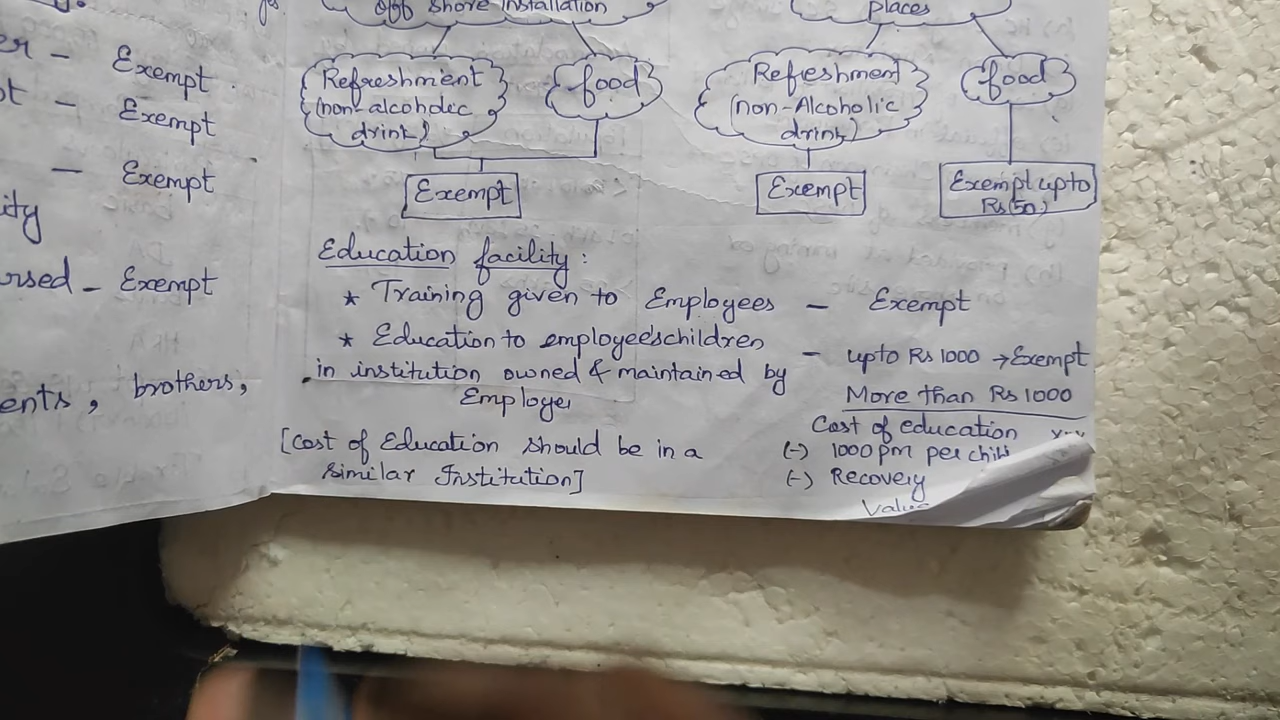 er - Exempt
ot - Exempt
- Exempt
ity
ursed - Exempt
ents, brothers,
off shore installation
Refreshment
(non-alcoholic
drink)
food
Exempt
places
Refreshment
(non-Alcoholic
drink)
food
Exempt
Exempt upto
Rs(50)
Education facility :
* Training given to Employees - Exempt
* Education to employee's children
in institution owned & maintained by
Employer
- upto Rs 1000 → Exempt
More than Rs 1000
[Cost of Education should be in a
similar Institution]
Cost of education
(-) 1000 pm per child
(-) Recovery
Value